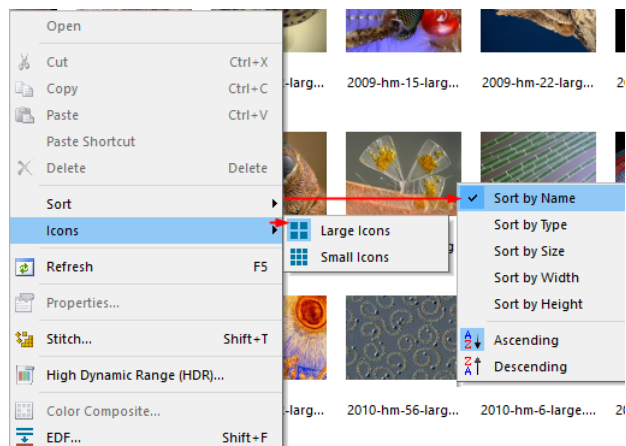 Open
Cut Ctrl+X
Copy Ctrl+C
Paste Ctrl+V
Paste Shortcut
Delete Delete
Sort
Icons
Refresh F5
Properties...
Stitch... Shift+T
High Dynamic Range (HDR)...
Color Composite...
EDF... Shift+F
Large Icons
Small Icons
Sort by Name
Sort by Type
Sort by Size
Sort by Width
Sort by Height
Ascending
Descending
-larg... 2009-hm-15-larg... 2009-hm-22-larg...
-larg... 2010-hm-56-larg... 2010-hm-6-large....